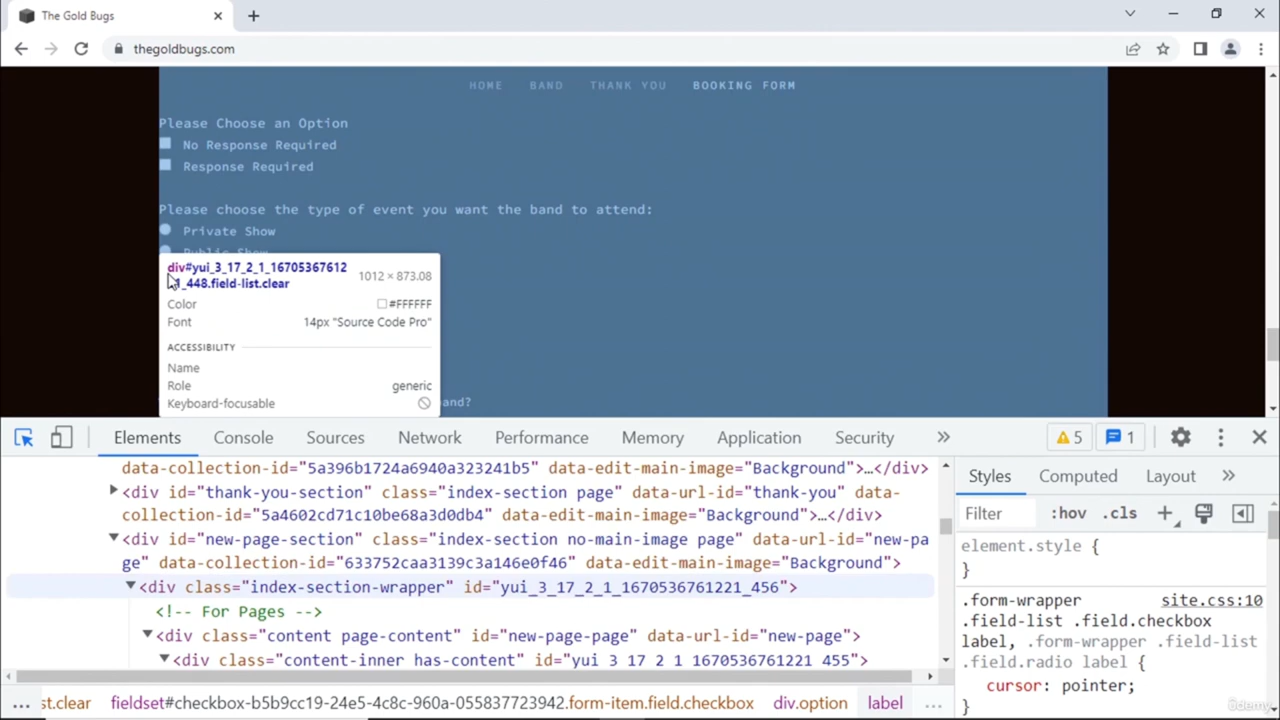 The Gold Bugs
thegoldbugs.com
HOME BAND THANK YOU BOOKING FORM
Please Choose an Option
No Response Required
Response Required
Please choose the type of event you want the band to attend:
Private Show
Public Show
div#yui_3_17_2_1_16705367612
1_448.field-list.clear
1012 × 873.08
Color #FFFFFF
Font 14px "Source Code Pro"
ACCESSIBILITY
Name
Role generic
Keyboard-focusable
and?
Elements Console Sources Network Performance Memory Application Security » 5 1
data-collection-id="5a396b1724a6940a323241b5" data-edit-main-image="Background">…</div>
<div id="thank-you-section" class="index-section page" data-url-id="thank-you" data-
collection-id="5a4602cd71c10be68a3d0db4" data-edit-main-image="Background">…</div>
<div id="new-page-section" class="index-section no-main-image page" data-url-id="new-pa
ge" data-collection-id="633752caa3139c3a146e0f46" data-edit-main-image="Background">
<div class="index-section-wrapper" id="yui_3_17_2_1_1670536761221_456">
<!-- For Pages -->
<div class="content page-content" id="new-page-page" data-url-id="new-page">
<div class="content-inner has-content" id="yui_3_17_2_1_1670536761221_455">
... st.clear fieldset#checkbox-b5b9cc19-24e5-4c8c-960a-055837723942.form-item.field.checkbox div.option label ...
Styles Computed Layout »
Filter :hov .cls +
element.style {
}
.form-wrapper site.css:10
.field-list .field.checkbox
label, .form-wrapper .field-list
.field.radio label {
cursor: pointer;
}
ûdemy